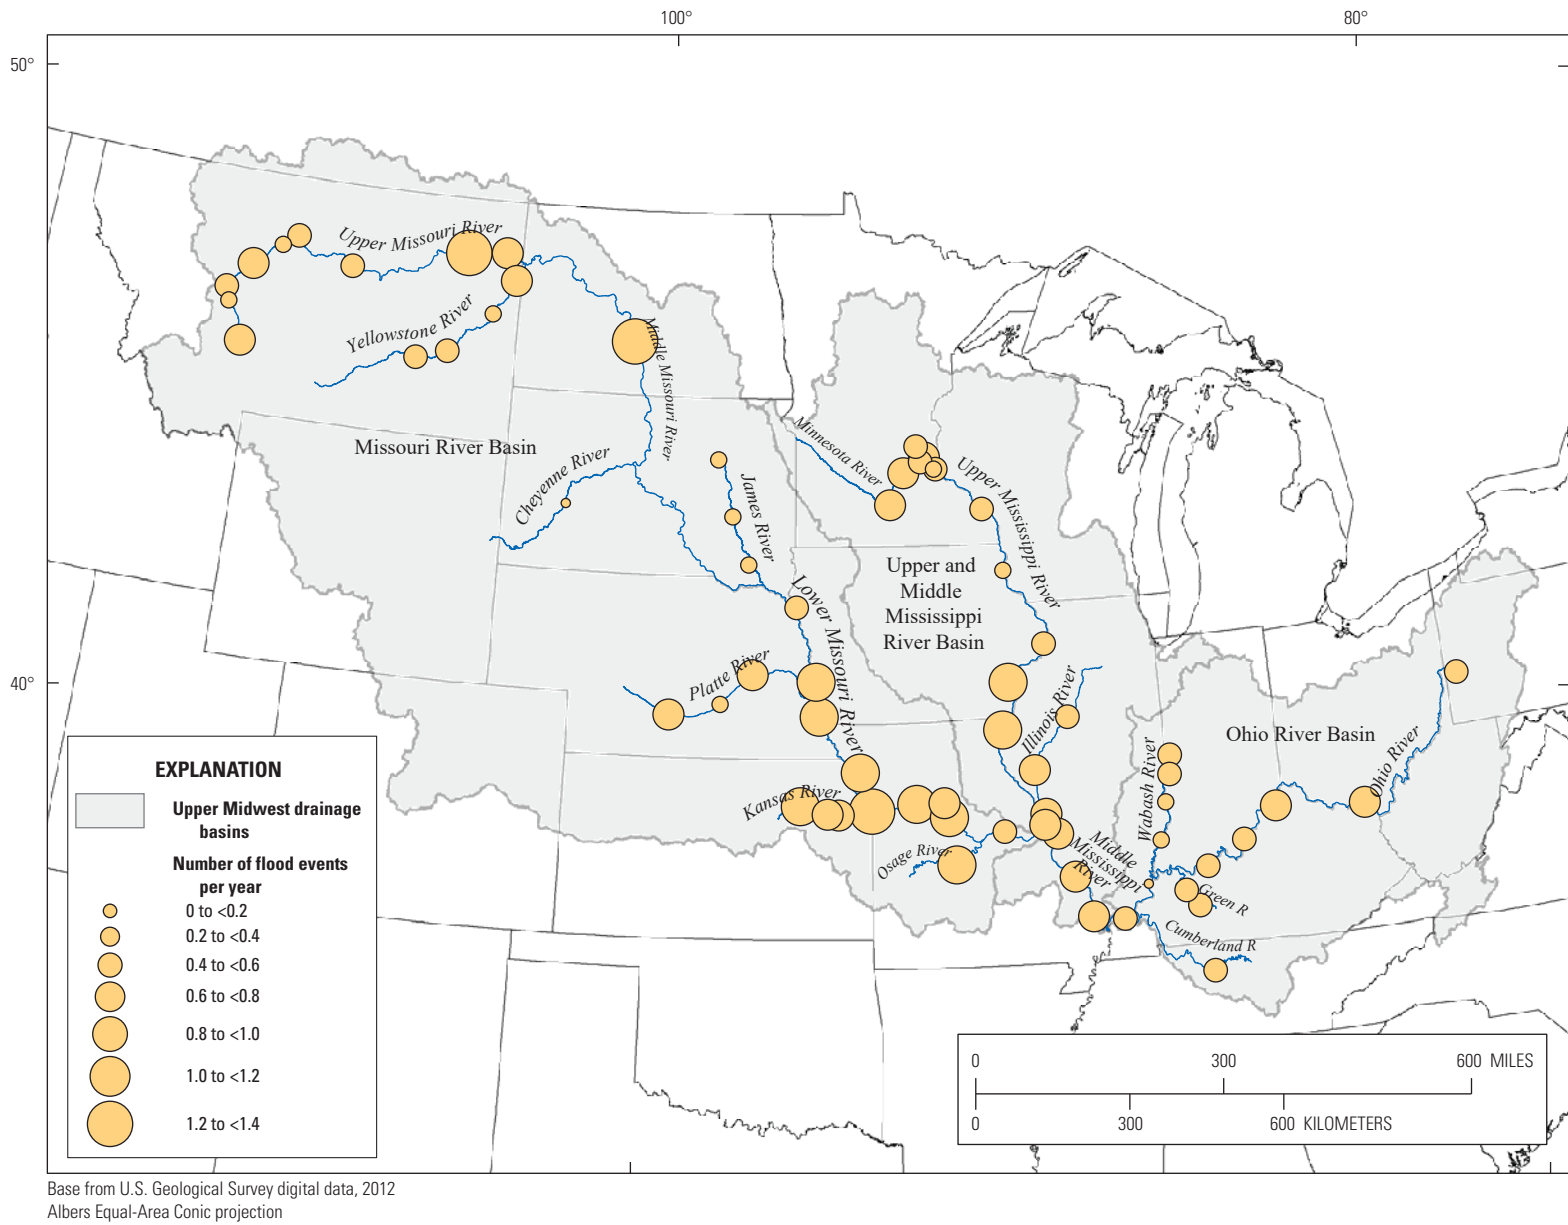 100°
80°
50°
40°
Upper Missouri River
Yellowstone River
Middle Missouri River
Missouri River Basin
Cheyenne River
James River
Minnesota River
Upper Mississippi River
Upper and
Middle
Mississippi
River Basin
Lower Missouri River
Platte River
Illinois River
Kansas River
Osage River
Middle
Mississippi
River
Wabash River
Ohio River Basin
Ohio River
Green R
Cumberland R
EXPLANATION
Upper Midwest drainage
basins
Number of flood events
per year
0 to <0.2
0.2 to <0.4
0.4 to <0.6
0.6 to <0.8
0.8 to <1.0
1.0 to <1.2
1.2 to <1.4
0 300 600 MILES
0 300 600 KILOMETERS
Base from U.S. Geological Survey digital data, 2012
Albers Equal-Area Conic projection